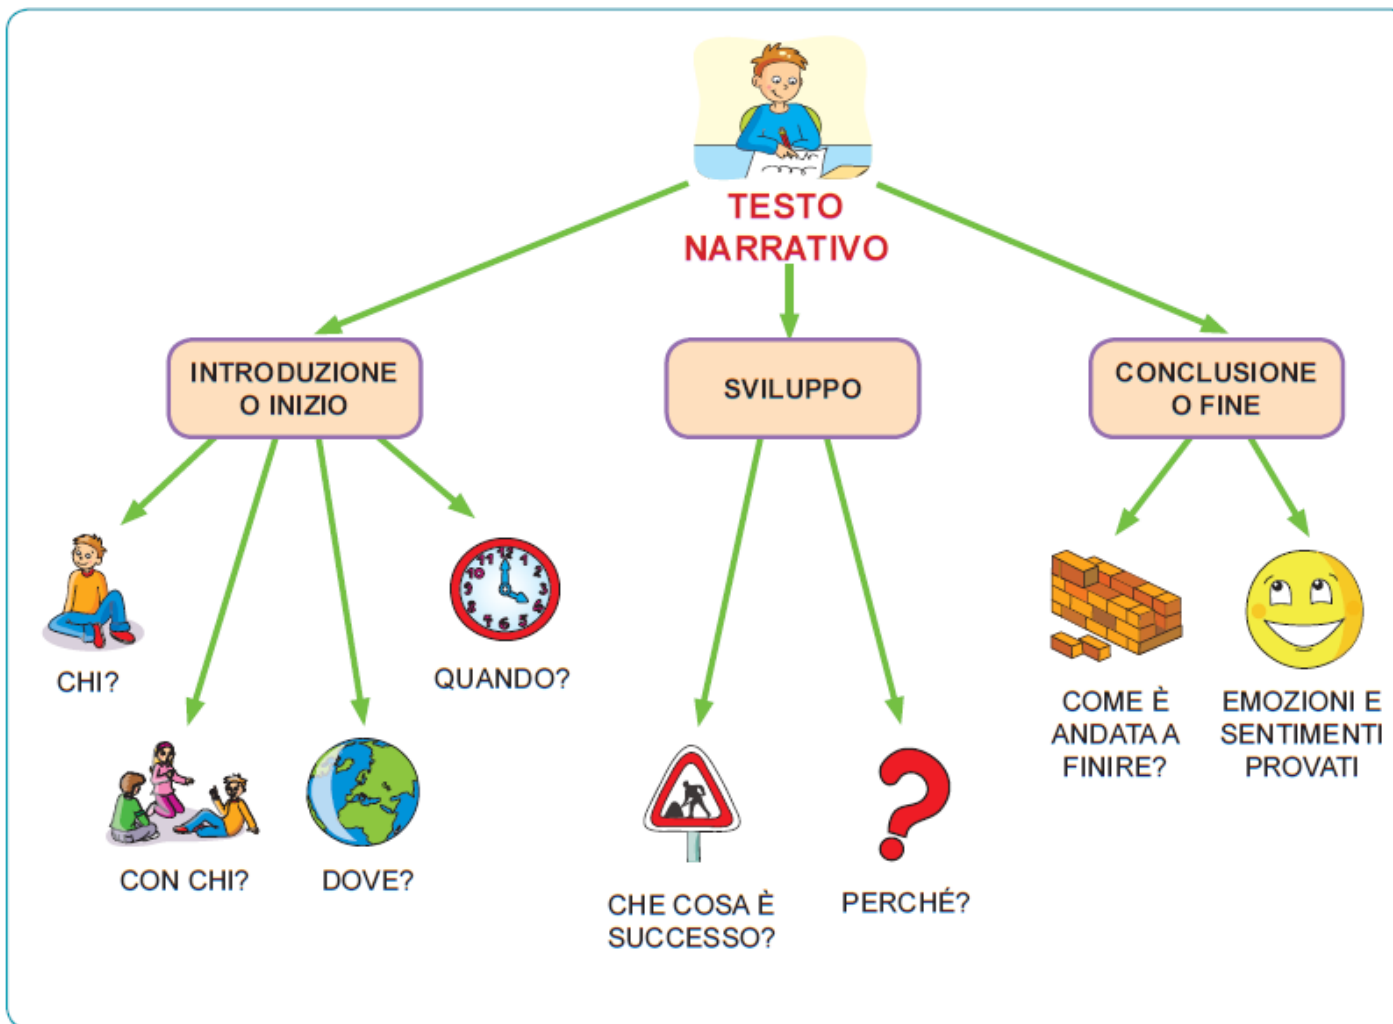 TESTO
NARRATIVO
INTRODUZIONE
O INIZIO
SVILUPPO
CONCLUSIONE
O FINE
CHI?
QUANDO?
CON CHI?
DOVE?
CHE COSA È
SUCCESSO?
PERCHÉ?
COME È
ANDATA A
FINIRE?
EMOZIONI E
SENTIMENTI
PROVATI